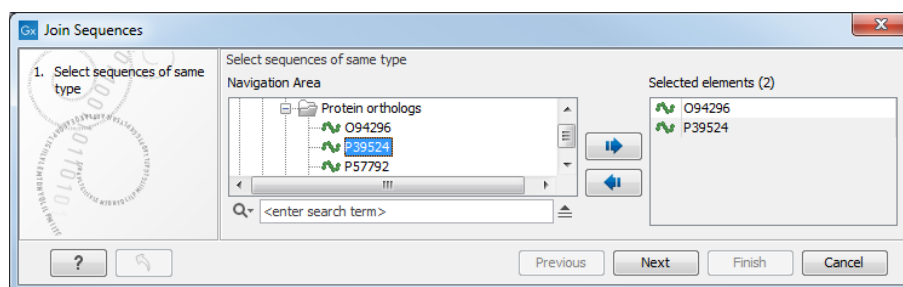 Gx Join Sequences
1. Select sequences of same
type
Select sequences of same type
Navigation Area
Protein orthologs
O94296
P39524
P57792
<enter search term>
Selected elements (2)
O94296
P39524
?
Previous
Next
Finish
Cancel